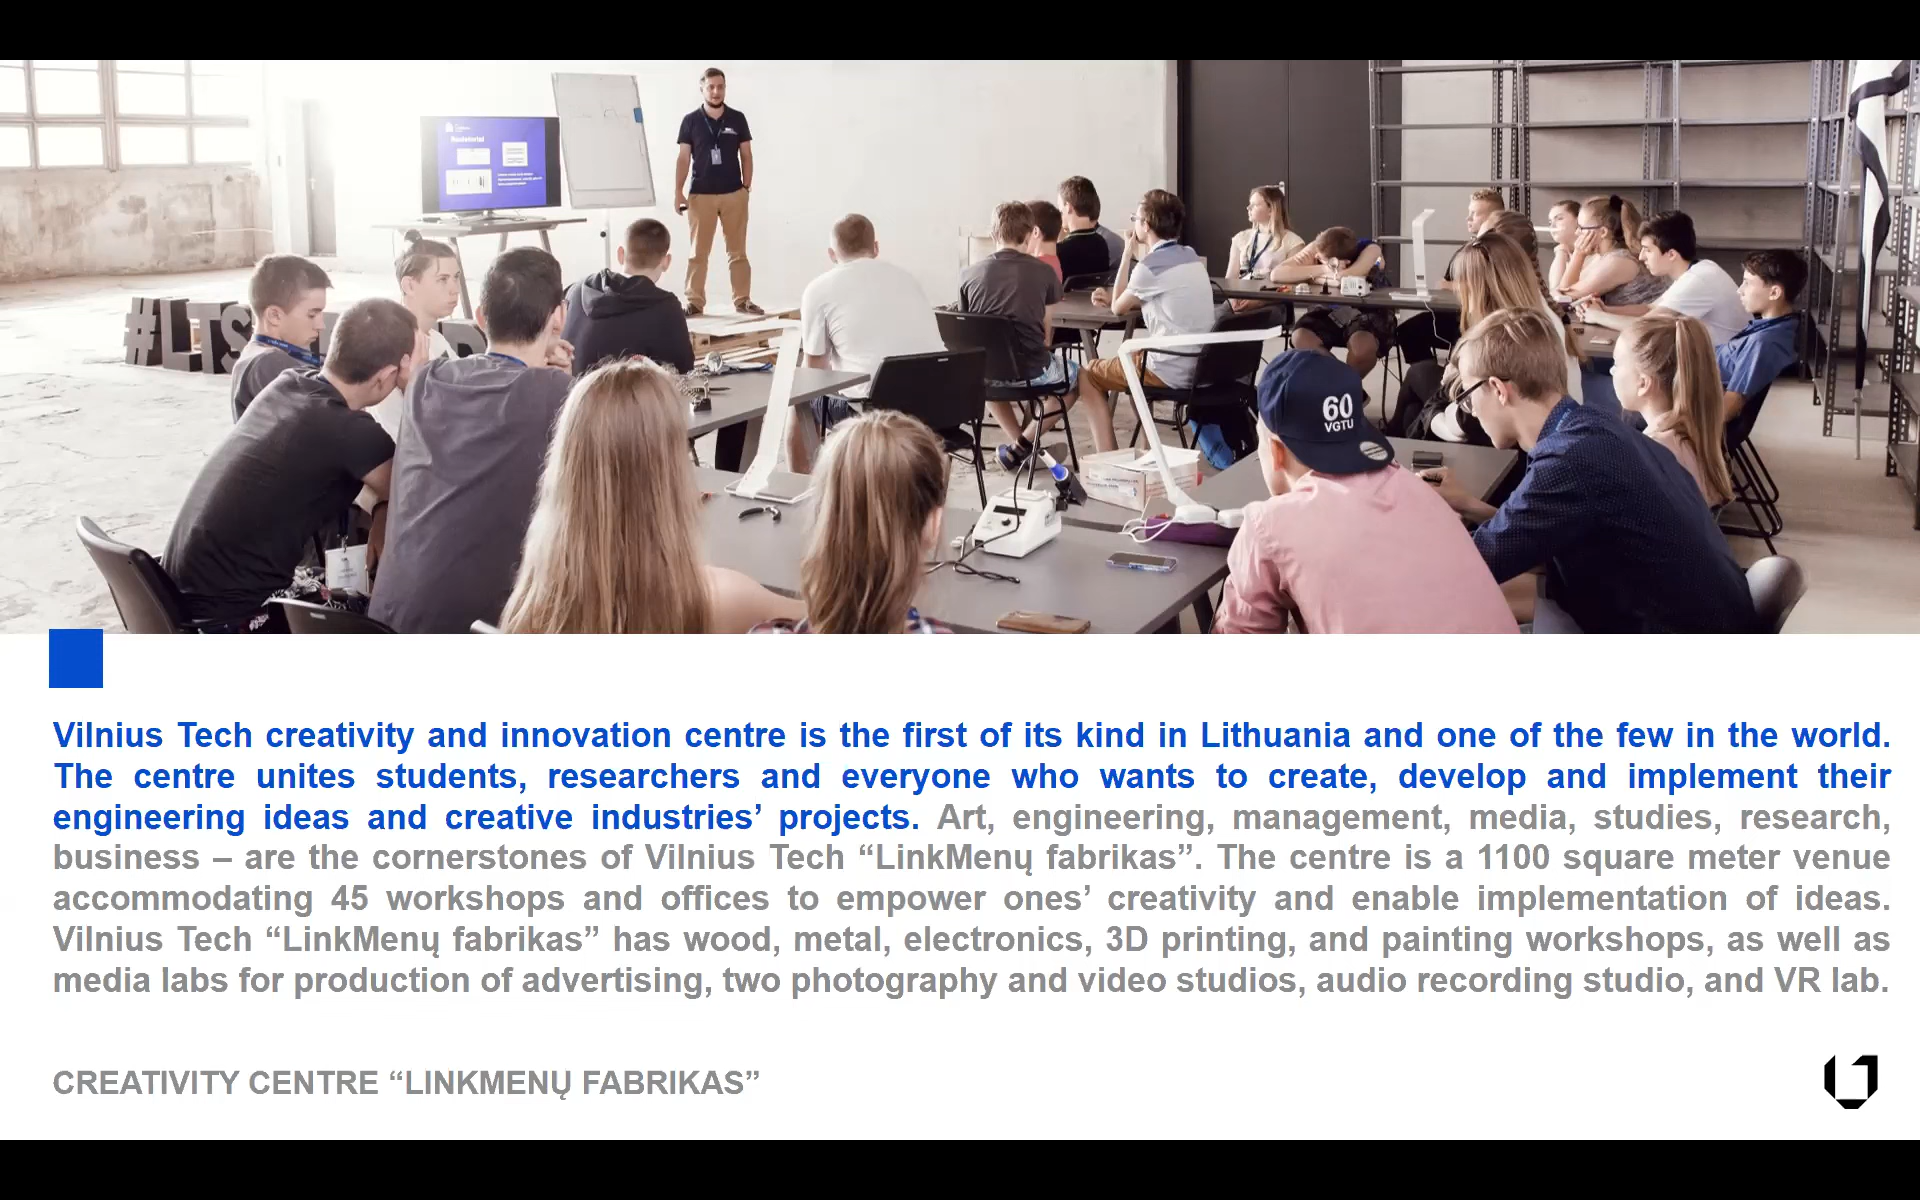 #LTS
60
VGTU
Vilnius Tech creativity and innovation centre is the first of its kind in Lithuania and one of the few in the world.
The centre unites students, researchers and everyone who wants to create, develop and implement their
engineering ideas and creative industries’ projects. Art, engineering, management, media, studies, research,
business – are the cornerstones of Vilnius Tech “LinkMenų fabrikas”. The centre is a 1100 square meter venue
accommodating 45 workshops and offices to empower ones’ creativity and enable implementation of ideas.
Vilnius Tech “LinkMenų fabrikas” has wood, metal, electronics, 3D printing, and painting workshops, as well as
media labs for production of advertising, two photography and video studios, audio recording studio, and VR lab.
CREATIVITY CENTRE “LINKMENŲ FABRIKAS”